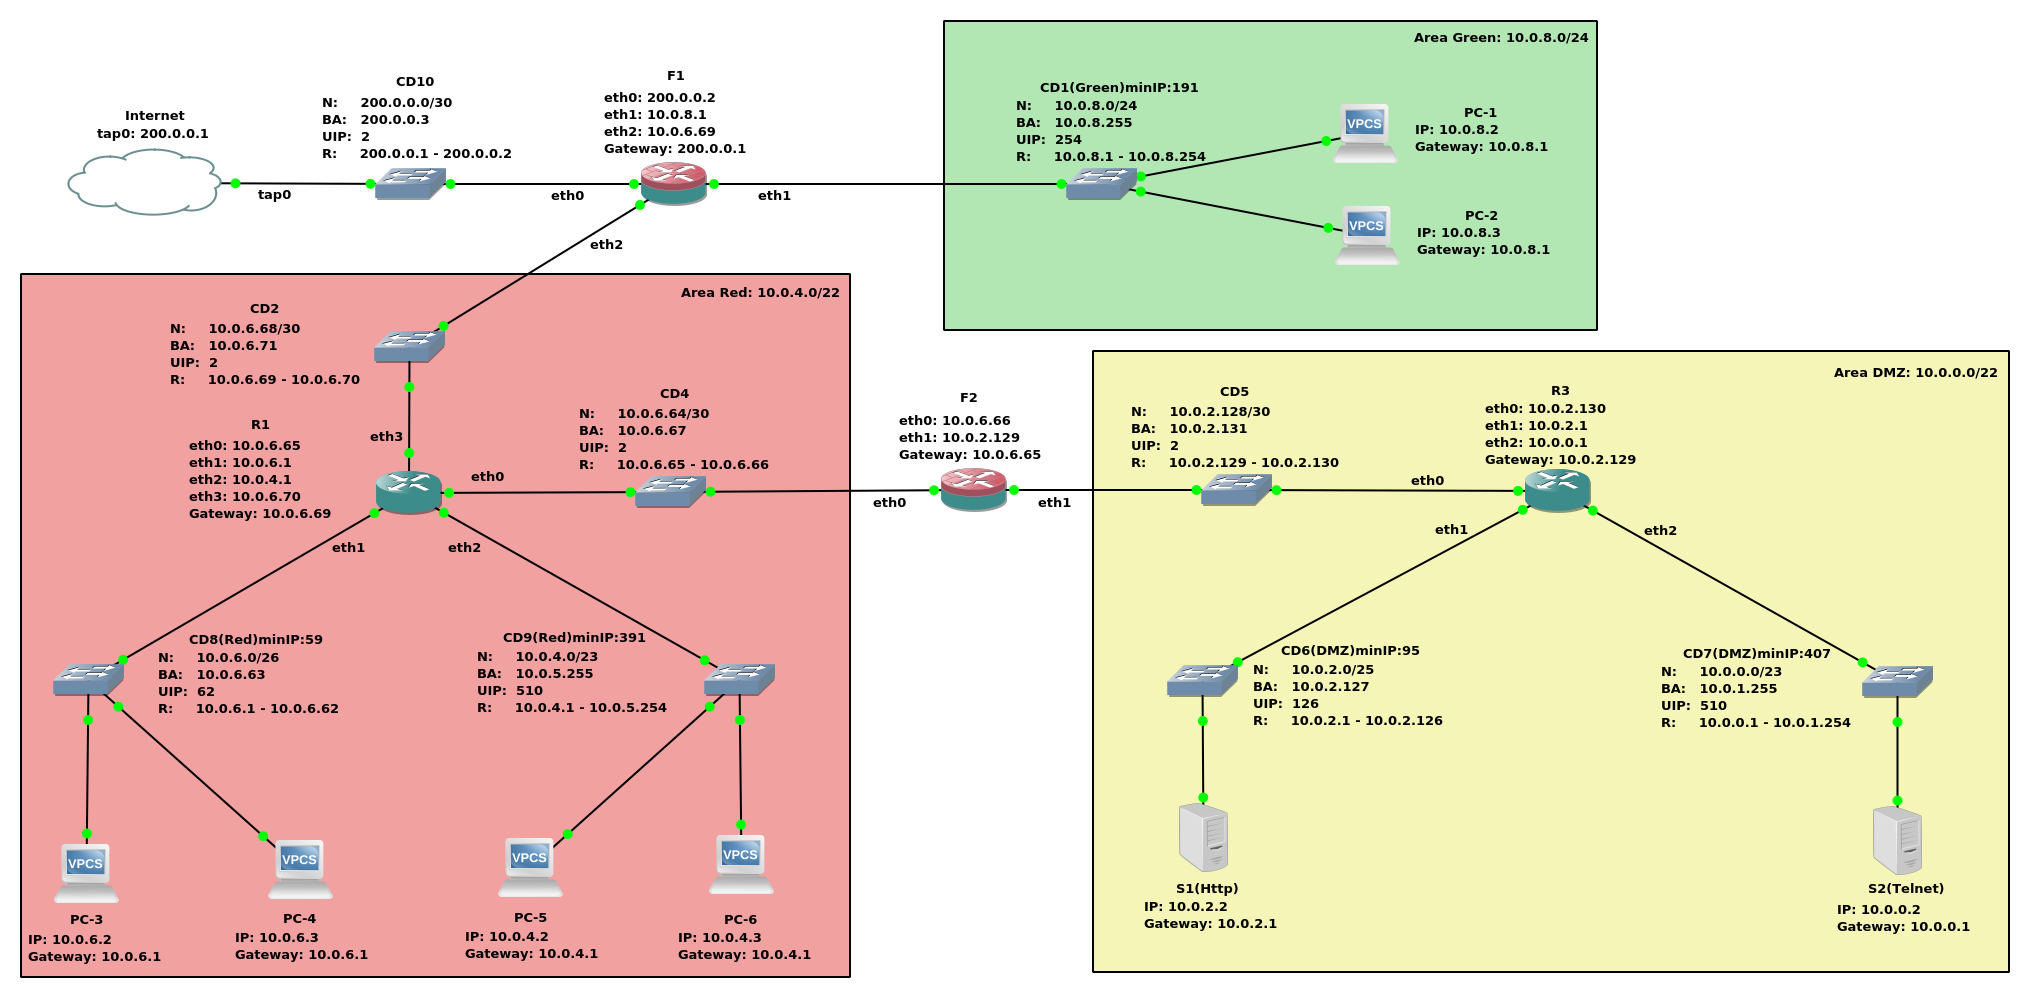 Internet
tap0: 200.0.0.1
tap0
CD10
N: 200.0.0.0/30
BA: 200.0.0.3
UIP: 2
R: 200.0.0.1 - 200.0.0.2
eth0
F1
eth0: 200.0.0.2
eth1: 10.0.8.1
eth2: 10.0.6.69
Gateway: 200.0.0.1
eth1
eth2
Area Green: 10.0.8.0/24
CD1(Green)minIP:191
N: 10.0.8.0/24
BA: 10.0.8.255
UIP: 254
R: 10.0.8.1 - 10.0.8.254
VPCS
PC-1
IP: 10.0.8.2
Gateway: 10.0.8.1
VPCS
PC-2
IP: 10.0.8.3
Gateway: 10.0.8.1
Area Red: 10.0.4.0/22
CD2
N: 10.0.6.68/30
BA: 10.0.6.71
UIP: 2
R: 10.0.6.69 - 10.0.6.70
R1
eth0: 10.0.6.65
eth1: 10.0.6.1
eth2: 10.0.4.1
eth3: 10.0.6.70
Gateway: 10.0.6.69
eth3
eth0
eth1
eth2
CD4
N: 10.0.6.64/30
BA: 10.0.6.67
UIP: 2
R: 10.0.6.65 - 10.0.6.66
F2
eth0: 10.0.6.66
eth1: 10.0.2.129
Gateway: 10.0.6.65
eth0
eth1
CD8(Red)minIP:59
N: 10.0.6.0/26
BA: 10.0.6.63
UIP: 62
R: 10.0.6.1 - 10.0.6.62
CD9(Red)minIP:391
N: 10.0.4.0/23
BA: 10.0.5.255
UIP: 510
R: 10.0.4.1 - 10.0.5.254
VPCS
PC-3
IP: 10.0.6.2
Gateway: 10.0.6.1
VPCS
PC-4
IP: 10.0.6.3
Gateway: 10.0.6.1
VPCS
PC-5
IP: 10.0.4.2
Gateway: 10.0.4.1
VPCS
PC-6
IP: 10.0.4.3
Gateway: 10.0.4.1
Area DMZ: 10.0.0.0/22
CD5
N: 10.0.2.128/30
BA: 10.0.2.131
UIP: 2
R: 10.0.2.129 - 10.0.2.130
R3
eth0: 10.0.2.130
eth1: 10.0.2.1
eth2: 10.0.0.1
Gateway: 10.0.2.129
eth0
eth1
eth2
CD6(DMZ)minIP:95
N: 10.0.2.0/25
BA: 10.0.2.127
UIP: 126
R: 10.0.2.1 - 10.0.2.126
CD7(DMZ)minIP:407
N: 10.0.0.0/23
BA: 10.0.1.255
UIP: 510
R: 10.0.0.1 - 10.0.1.254
S1(Http)
IP: 10.0.2.2
Gateway: 10.0.2.1
S2(Telnet)
IP: 10.0.0.2
Gateway: 10.0.0.1